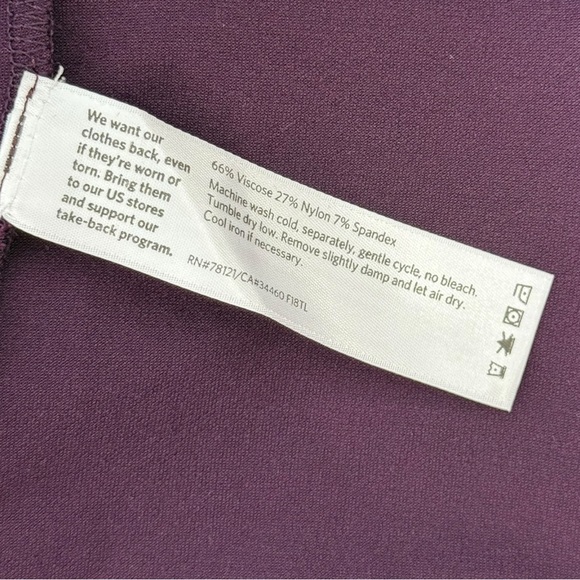 We want our
clothes back, even
if they're worn or
torn. Bring them
to our US stores
and support our
take-back program.
66% Viscose 27% Nylon 7% Spandex
Machine wash cold, separately, gentle cycle, no bleach.
Tumble dry low. Remove slightly damp and let air dry.
Cool iron if necessary.
RN#78121/CA#34460 F18TL